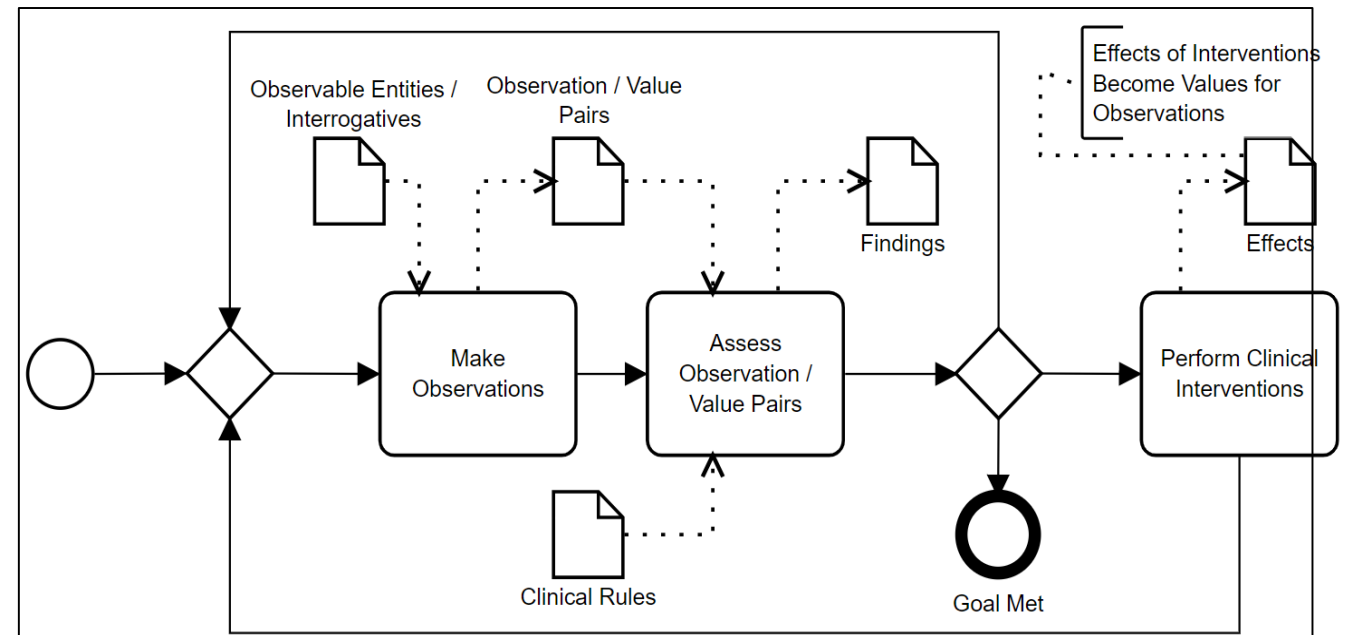 Observable Entities /
Interrogatives
Observation / Value
Pairs
Effects of Interventions
Become Values for
Observations
Findings
Effects
Make
Observations
Assess
Observation /
Value Pairs
Perform Clinical
Interventions
Clinical Rules
Goal Met